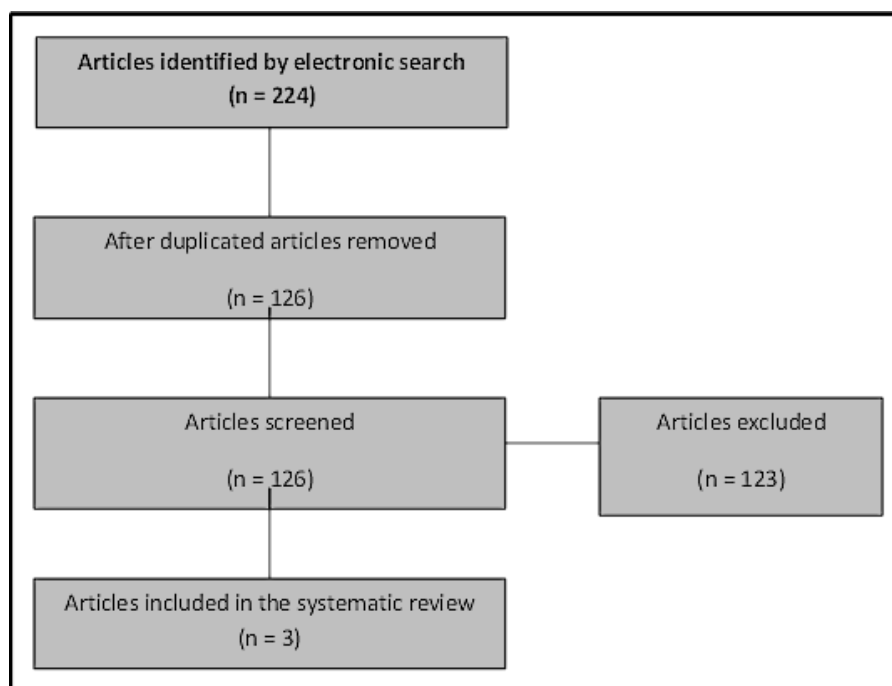 Articles identified by electronic search
(n = 224)
After duplicated articles removed
(n = 126)
Articles screened
(n = 126)
Articles excluded
(n = 123)
Articles included in the systematic review
(n = 3)